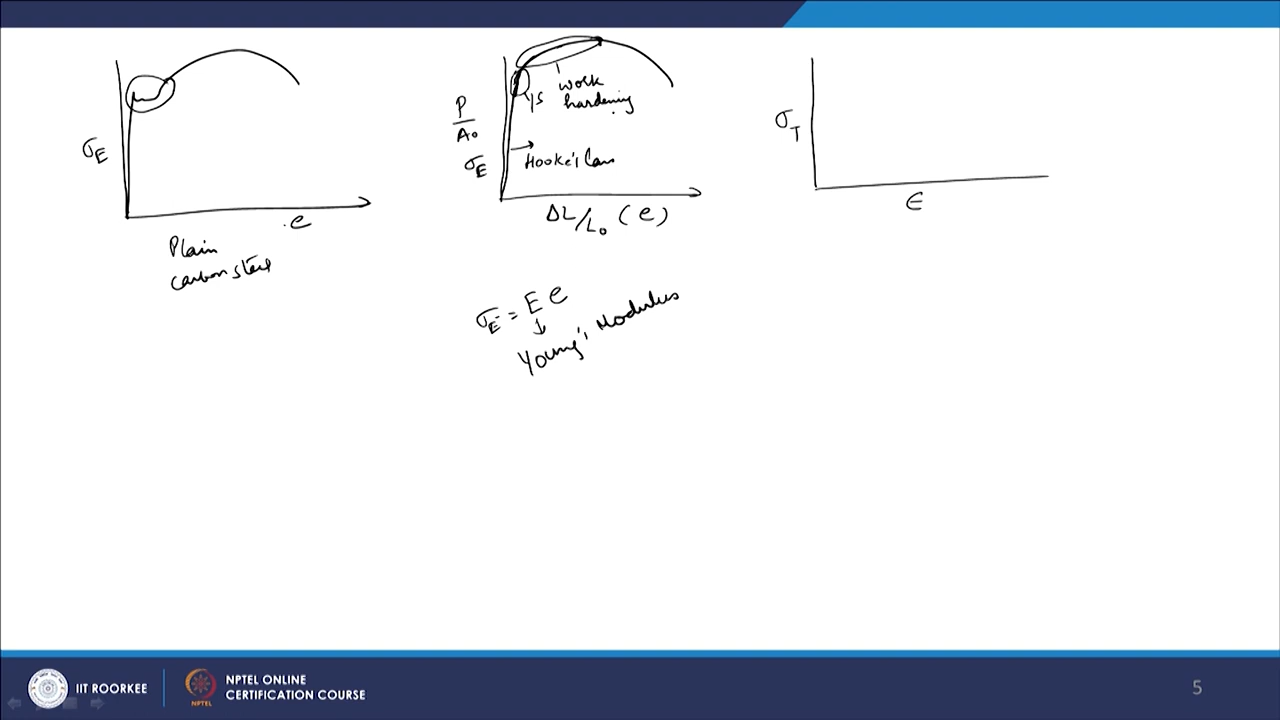 σE
e
Plain
carbon steel
P
A₀
σE
YS
work
hardening
Hooke's Law
ΔL/L₀ (e)
σE = E e
Young's Modulus
σT
ϵ
IIT ROORKEE
NPTEL ONLINE
CERTIFICATION COURSE
NPTEL
5